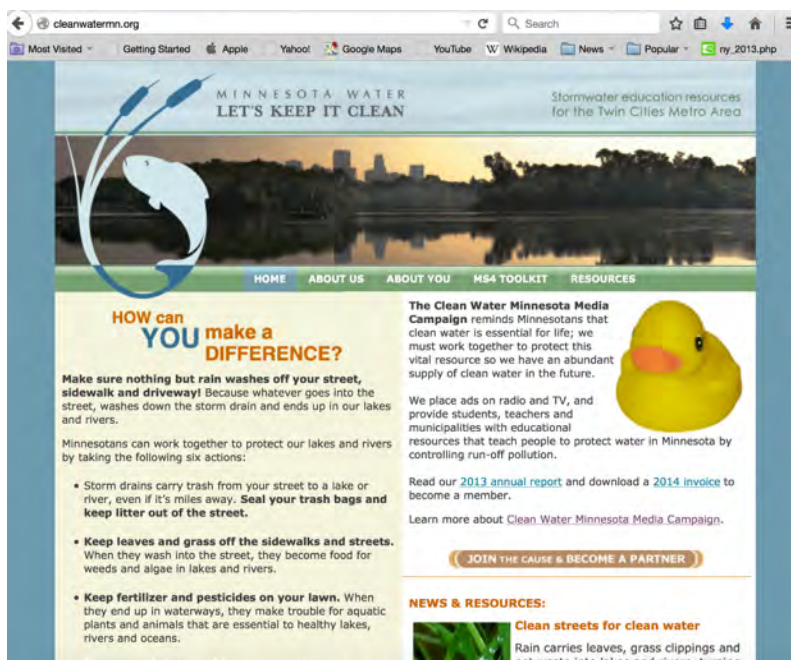 cleanwatermn.org
Search
Most Visited
Getting Started
Apple
Yahoo!
Google Maps
YouTube
W Wikipedia
News
Popular
ny_2013.php
MINNESOTA WATER
LET'S KEEP IT CLEAN
Stormwater education resources
for the Twin Cities Metro Area
HOME
ABOUT US
ABOUT YOU
MS4 TOOLKIT
RESOURCES
HOW can
YOU make a
DIFFERENCE?
Make sure nothing but rain washes off your street,
sidewalk and driveway! Because whatever goes into the
street, washes down the storm drain and ends up in our lakes
and rivers.
Minnesotans can work together to protect our lakes and rivers
by taking the following six actions:
• Storm drains carry trash from your street to a lake or
river, even if it's miles away. Seal your trash bags and
keep litter out of the street.
• Keep leaves and grass off the sidewalks and streets.
When they wash into the street, they become food for
weeds and algae in lakes and rivers.
• Keep fertilizer and pesticides on your lawn. When
they end up in waterways, they make trouble for aquatic
plants and animals that are essential to healthy lakes,
rivers and oceans.
The Clean Water Minnesota Media
Campaign reminds Minnesotans that
clean water is essential for life; we
must work together to protect this
vital resource so we have an abundant
supply of clean water in the future.
We place ads on radio and TV, and
provide students, teachers and
municipalities with educational
resources that teach people to protect water in Minnesota by
controlling run-off pollution.
Read our 2013 annual report and download a 2014 invoice to
become a member.
Learn more about Clean Water Minnesota Media Campaign.
JOIN THE CAUSE & BECOME A PARTNER
NEWS & RESOURCES:
Clean streets for clean water
Rain carries leaves, grass clippings and